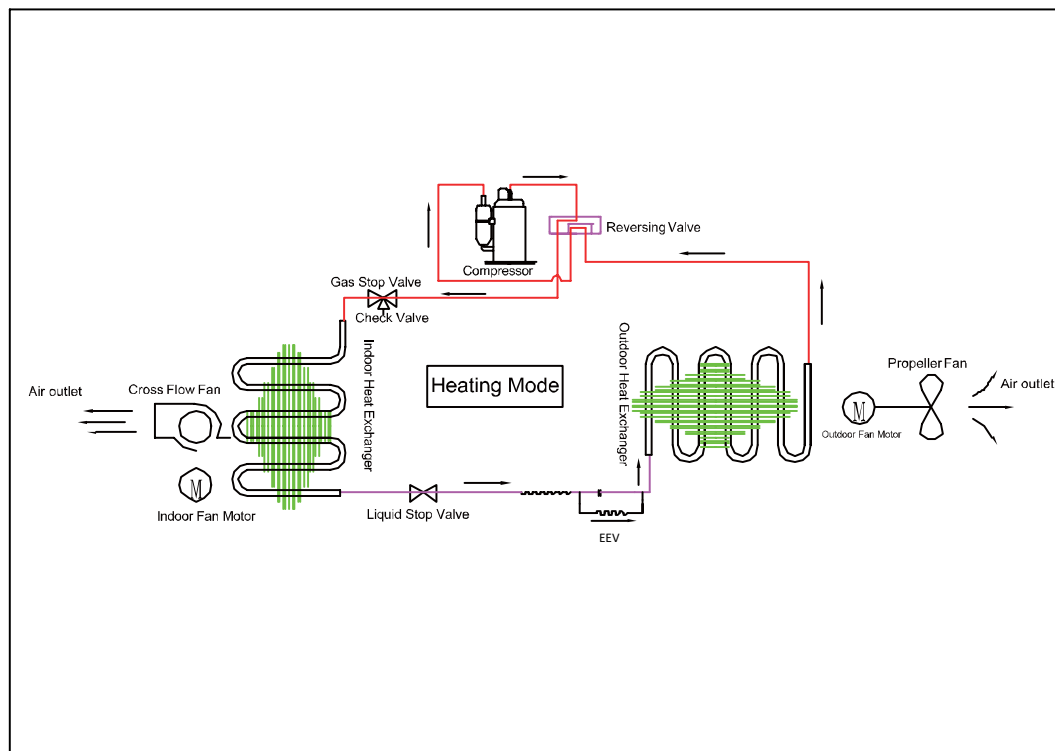 Reversing Valve
Compressor
Gas Stop Valve
Check Valve
Indoor Heat Exchanger
Outdoor Heat Exchanger
Heating Mode
Propeller Fan
Air outlet
Cross Flow Fan
Air outlet
M
Outdoor Fan Motor
M
Indoor Fan Motor
Liquid Stop Valve
EEV